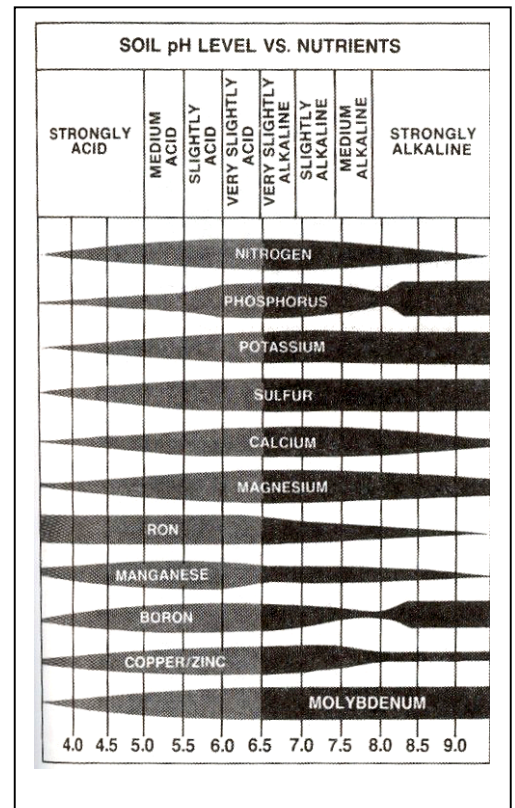 SOIL pH LEVEL VS. NUTRIENTS
STRONGLY
ACID
MEDIUM
ACID
SLIGHTLY
ACID
VERY SLIGHTLY
ACID
VERY SLIGHTLY
ALKALINE
SLIGHTLY
ALKALINE
MEDIUM
ALKALINE
STRONGLY
ALKALINE
NITROGEN
PHOSPHORUS
POTASSIUM
SULFUR
CALCIUM
MAGNESIUM
RON
MANGANESE
BORON
COPPER/ZINC
MOLYBDENUM
4.0 4.5 5.0 5.5 6.0 6.5 7.0 7.5 8.0 8.5 9.0